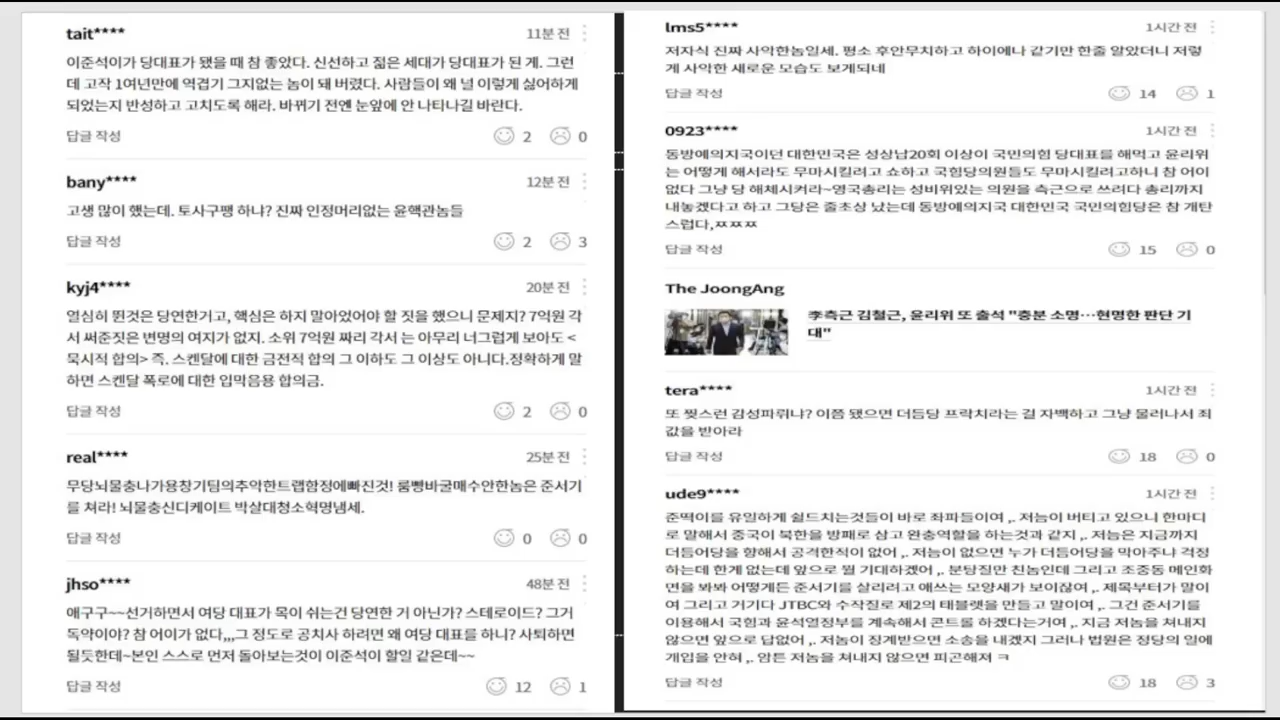 tait****
11분 전
이준석이가 당대표가 됐을 때 참 좋았다. 신선하고 젋은 세대가 당대표가 된 게. 그런
데 고작 1여년만에 역겹기 그지없는 놈이 돼 버렸다. 사람들이 왜 널 이렇게 싫어하게
되었는지 반성하고 고치도록 해라. 바뀌기 전엔 눈앞에 안 나타나길 바란다.
답글 작성
2
0
bany****
12분 전
고생 많이 했는데. 토사구팽 하냐? 진짜 인정머리없는 윤핵관놈들
답글 작성
2
3
kyj4****
20분 전
열심히 뛴것은 당연한거고, 핵심은 하지 말아었어야 할 짓을 했으니 문제지? 7억원 각
서 써준짓은 변명의 여지가 없지. 소위 7억원 짜리 각서 는 아무리 너그럽게 보아도 <
묵시적 합의> 즉. 스켄달에 대한 금전적 합의 그 이하도 그 이상도 아니다.정확하게 말
하면 스켄달 폭로에 대한 입막음용 합의금.
답글 작성
2
0
real****
25분 전
무당뇌물충나가용창기팀의추악한트랩함정에빠진것! 룸빵바굴매수안한놈은 준서기
를 쳐라! 뇌물충신디케이트 박살대청소혁명냄세.
답글 작성
0
0
jhso****
48분 전
애구구~~선거하면서 여당 대표가 목이 쉬는건 당연한 거 아닌가? 스테로이드? 그거
독약이야? 참 어이가 없다,,,그 정도로 공치사 하려면 왜 여당 대표를 하니? 사퇴하면
될듯한데~본인 스스로 먼저 돌아보는것이 이준석이 할일 같은데~~
답글 작성
12
1
lms5****
1시간 전
저자식 진짜 사악한놈일세. 평소 후안무치하고 하이에나 같기만 한줄 알았더니 저렇
게 사악한 새로운 모습도 보게되네
답글 작성
14
1
0923****
1시간 전
동방예의지국이던 대한민국은 성상납20회 이상이 국민의힘 당대표를 해먹고 윤리위
는 어떻게 해서라도 무마시킬려고 쇼하고 국힘당의원들도 무마시킬려고하니 참 어이
없다 그냥 당 해체시켜라~영국총리는 성비위있는 의원을 측근으로 쓰려다 총리까지
내놓겠다고 하고 그당은 줄초상 났는데 동방예의지국 대한민국 국민의힘당은 참 개탄
스럽다,ㅉㅉㅉ
답글 작성
15
0
The JoongAng
李측근 김철근, 윤리위 또 출석 "충분 소명…현명한 판단 기
대"
tera****
1시간 전
또 찢스런 김성파뤼냐? 이쯤 됐으면 더듬당 프락치라는 걸 자백하고 그냥 물러나서 죄
값을 받아라
답글 작성
18
0
ude9****
1시간 전
준떡이를 유일하게 쉴드치는것들이 바로 좌파들이여 ,. 저놈이 버티고 있으니 한마디
로 말해서 중국이 북한을 방패로 삼고 완충역할을 하는것과 같지 ,. 저놈은 지금까지
더듬어당을 향해서 공격한적이 없어 ,. 저놈이 없으면 누가 더듬어당을 막아주냐 걱정
하는데 한게 없는데 앞으로 뭘 기대하겠어 ,. 분탕질만 친놈인데 그리고 조중동 메인화
면을 봐봐 어떻게든 준서기를 살리려고 애쓰는 모양새가 보이잖여 ,. 제목부터가 말이
여 그리고 거기다 JTBC와 수작질로 제2의 태블렛을 만들고 말이여 ,. 그건 준서기를
이용해서 국힘과 윤석열정부를 계속해서 콘트롤 하겠다는거여 ,. 지금 저놈을 쳐내지
않으면 앞으로 답없어 ,. 저놈이 징계받으면 소송을 내겠지 그러나 법원은 정당의 일에
개입을 안혀 ,. 암튼 저놈을 쳐내지 않으면 피곤해져 ㅋ
답글 작성
18
3